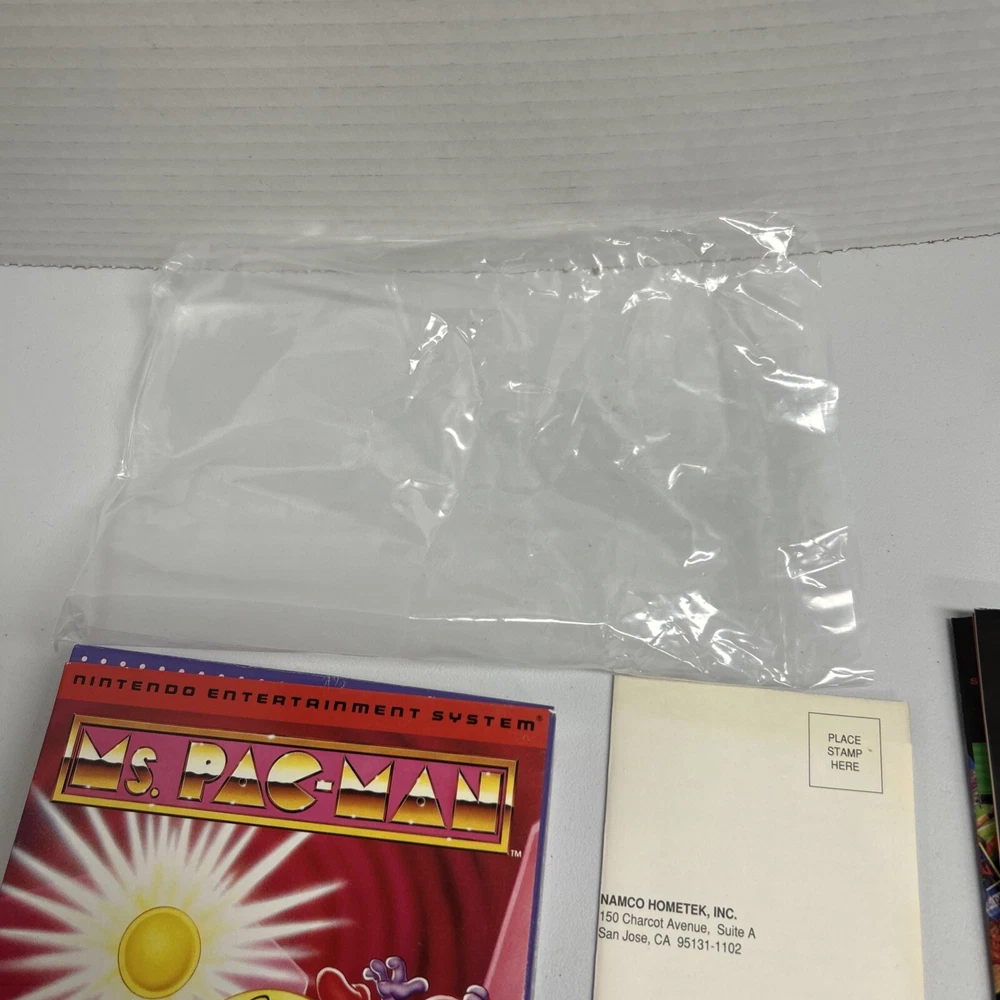 NINTENDO ENTERTAINMENT SYSTEM®
Ms. PAC-MAN
TM
PLACE
STAMP
HERE
NAMCO HOMETEK, INC.
150 Charcot Avenue, Suite A
San Jose, CA 95131-1102